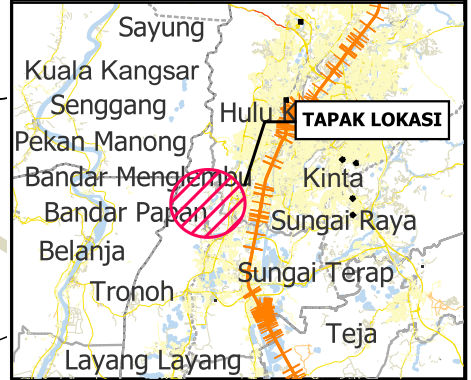 Sayung
Kuala Kangsar
Senggang
Hulu K
TAPAK LOKASI
Pekan Manong
Bandar Menglembu
Kinta
Bandar Papan
Sungai Raya
Belanja
Sungai Terap
Tronoh
Teja
Layang Layang